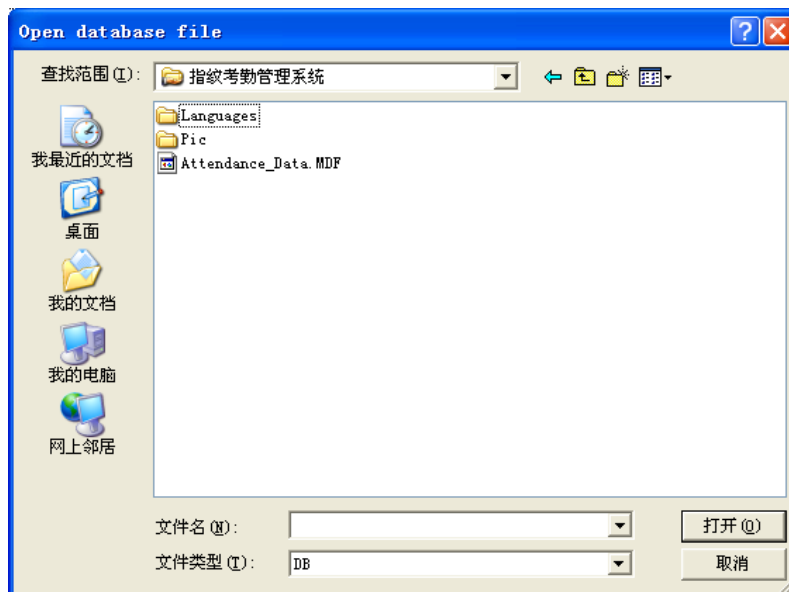 Open database file
查找范围(I):
指纹考勤管理系统
Languages
Pic
Attendance_Data.MDF
我最近的文档
桌面
我的文档
我的电脑
网上邻居
文件名(N):
打开(O)
文件类型(T):
DB
取消